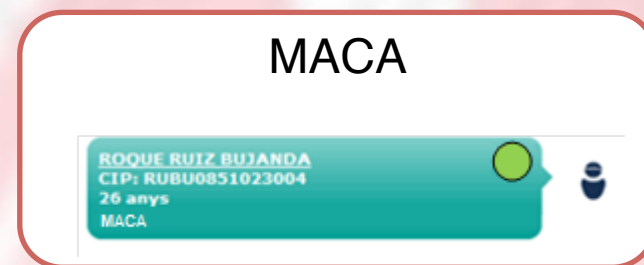 MACA
ROQUE RUIZ BUJANDA
CIP: RUBU0851023004
26 anys
MACA